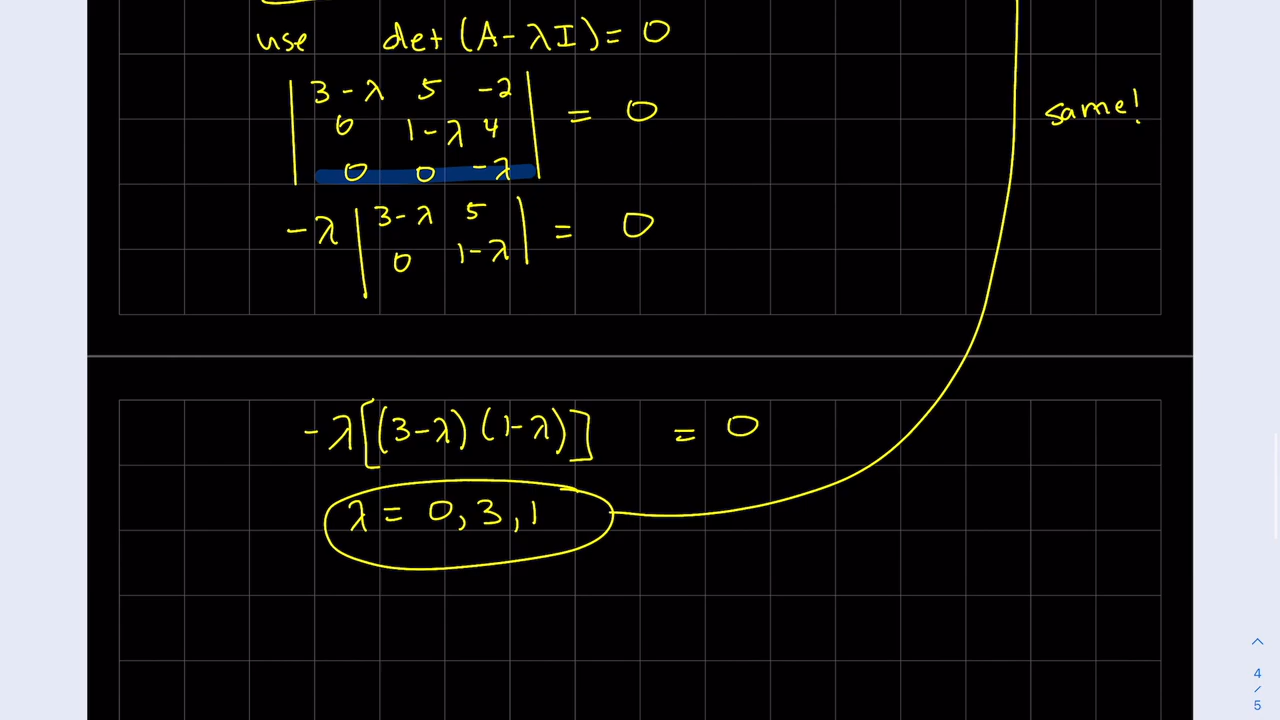 use det (A - λI) = 0
| 3 - λ 5 -2 |
| 0 1 - λ 4 | = 0
| 0 0 -λ |
same!
-λ | 3 - λ 5 | = 0
| 0 1 - λ |
-λ[(3-λ)(1-λ)] = 0
λ = 0, 3, 1
4
/
5